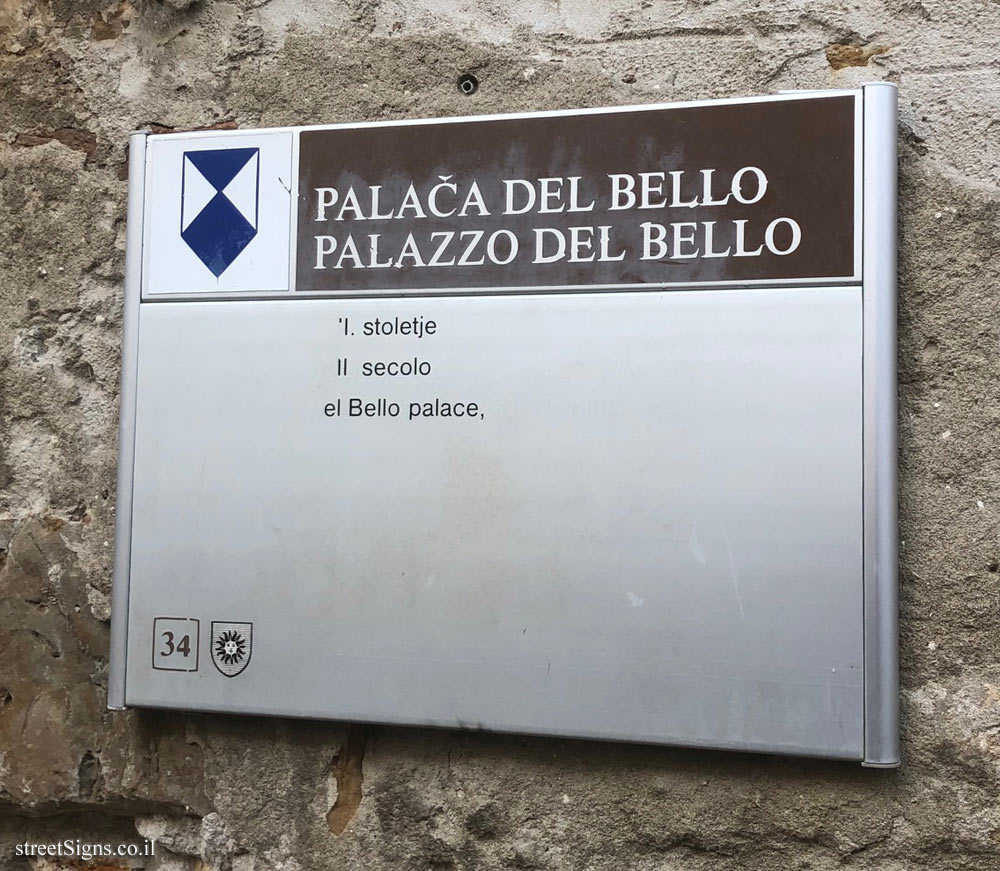 PALAČA DEL BELLO
PALAZZO DEL BELLO
'I. stoletje
II secolo
el Bello palace,
34
streetSigns.co.il